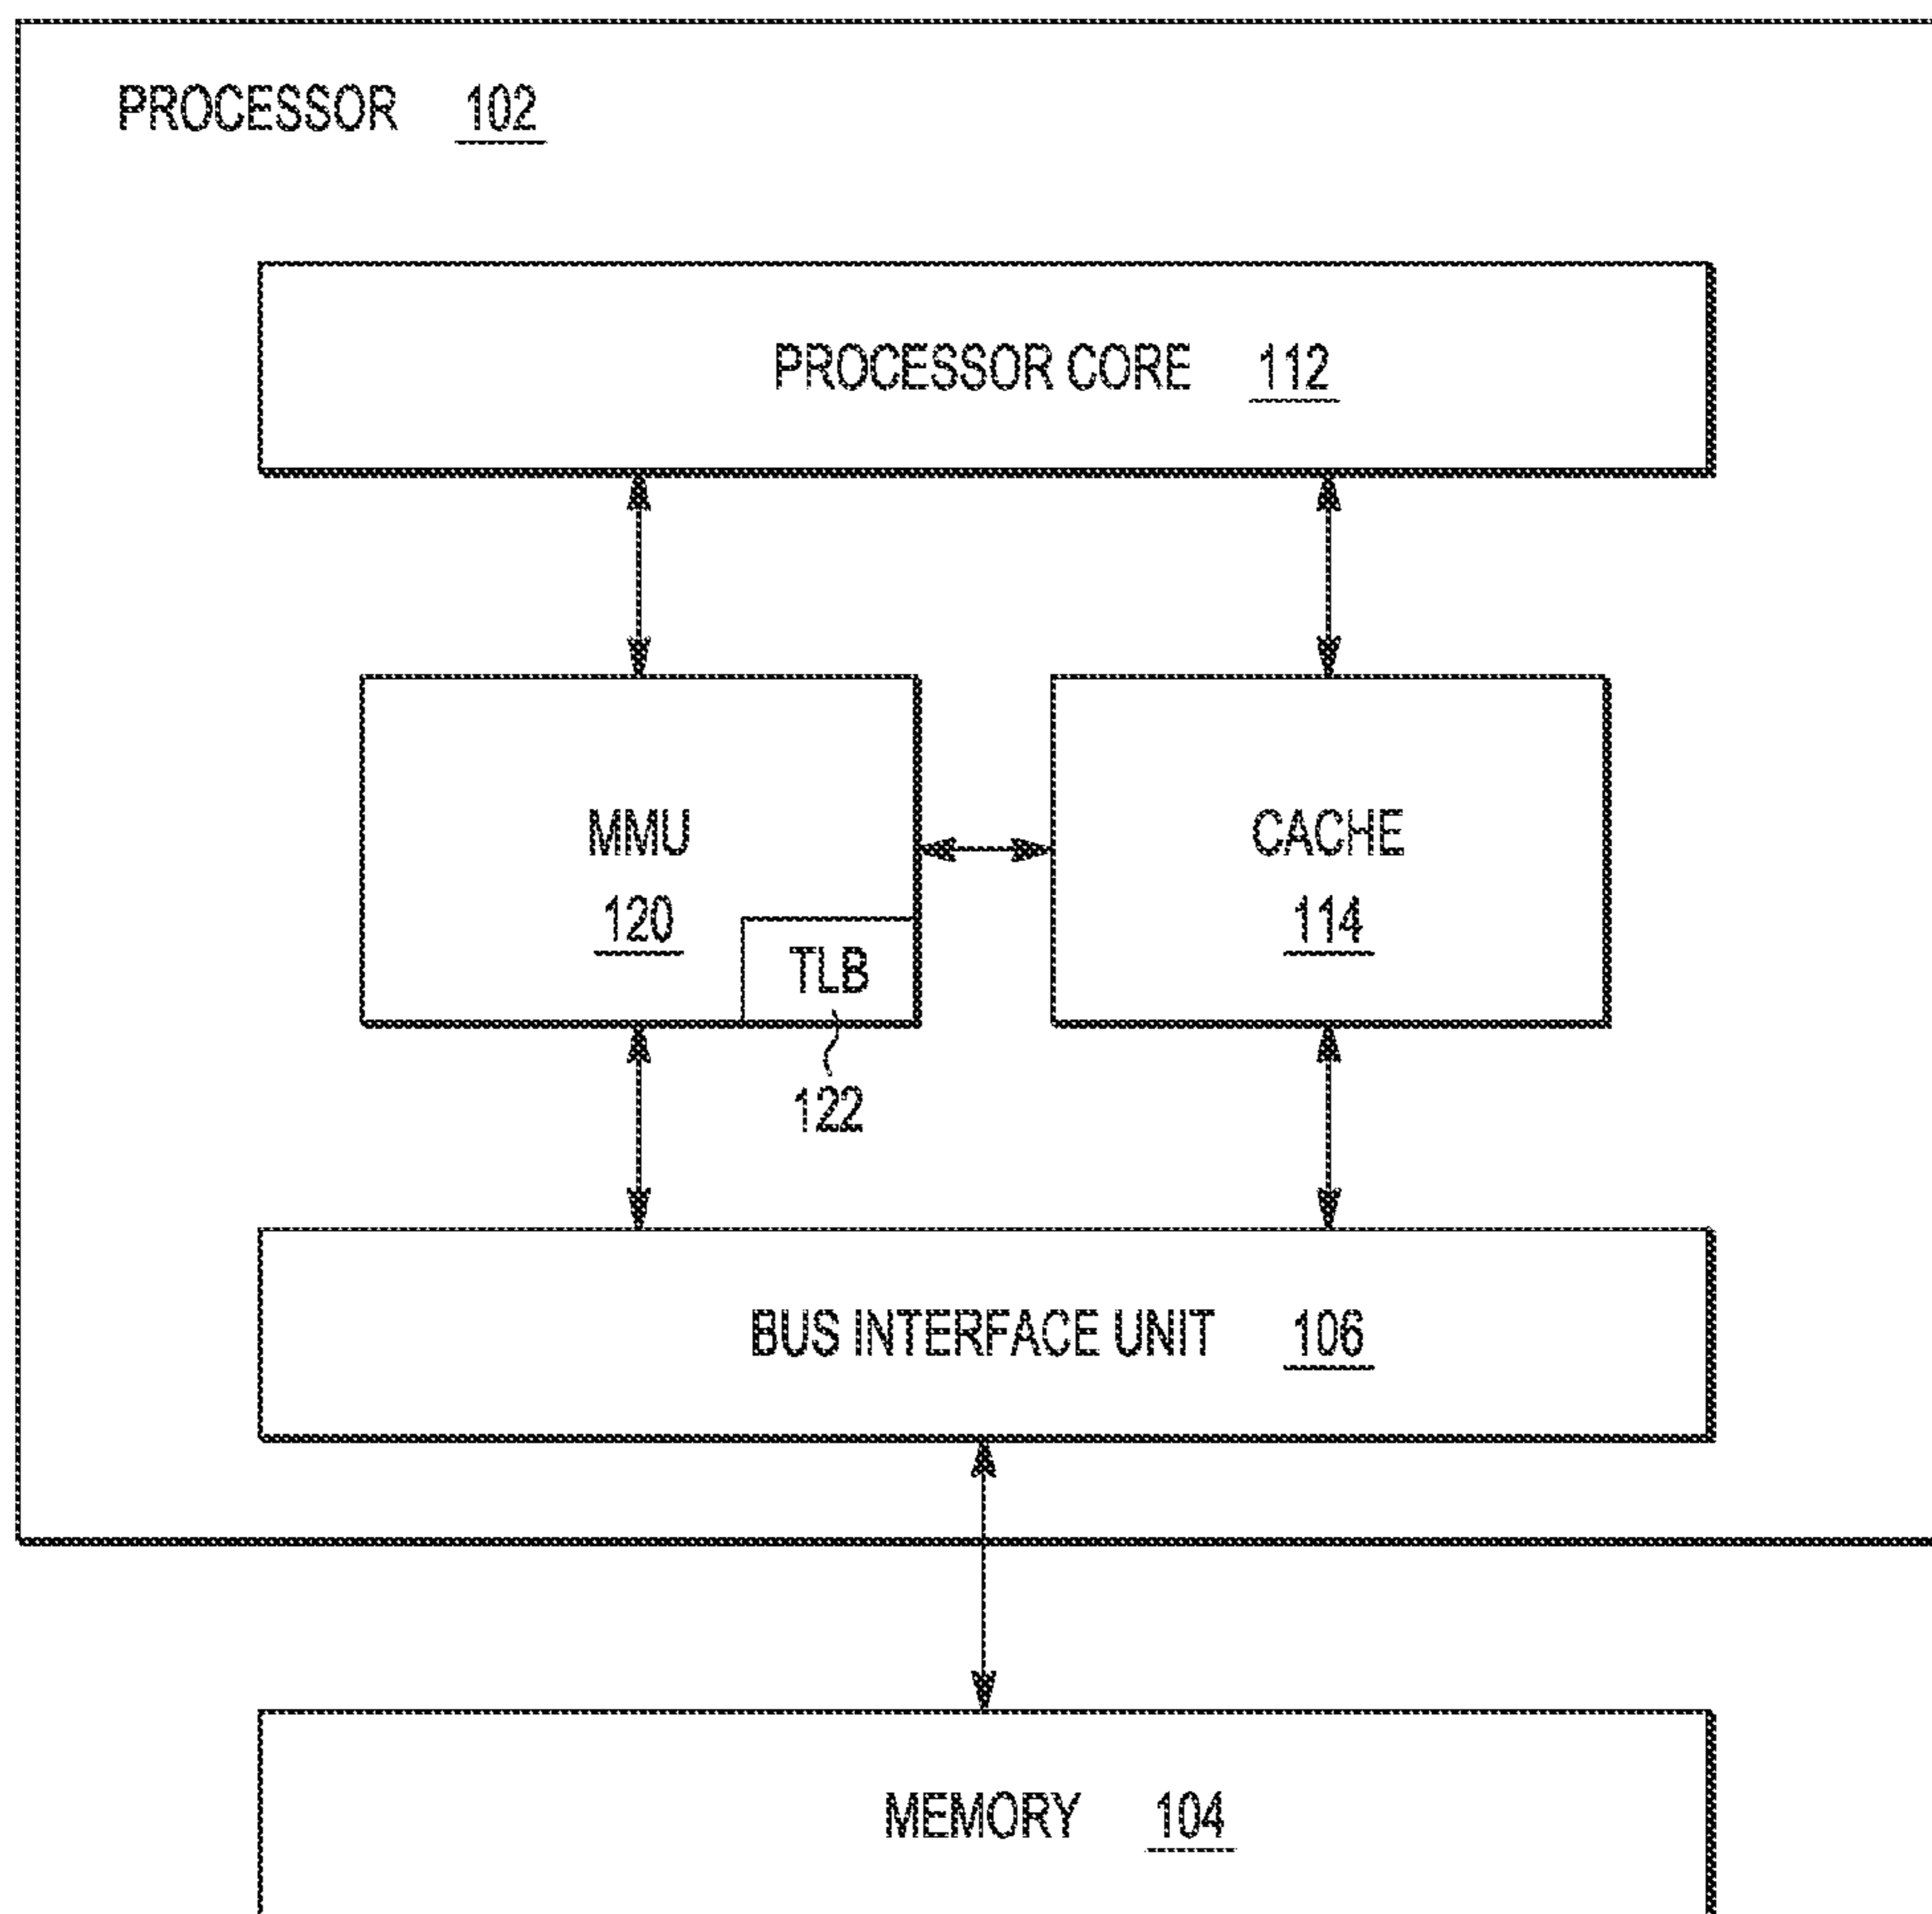 PROCESSOR 102
PROCESSOR CORE 112
MMU
120
TLB
122
CACHE
114
BUS INTERFACE UNIT 106
MEMORY 104